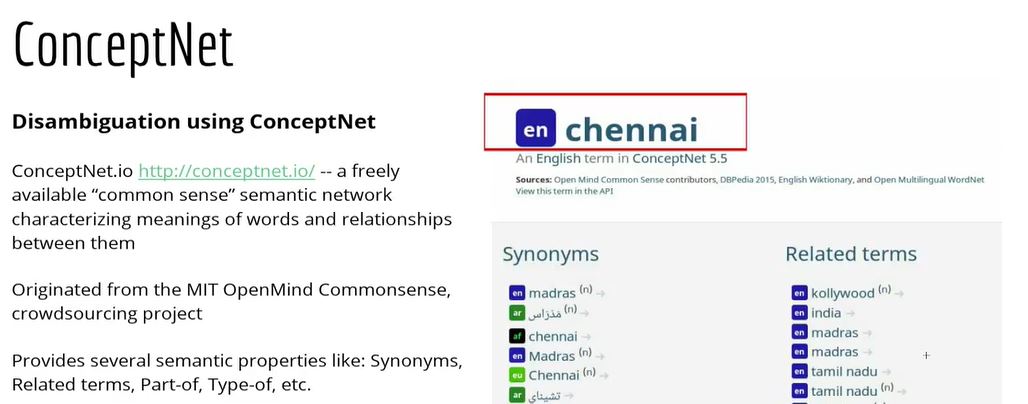 ConceptNet
Disambiguation using ConceptNet
ConceptNet.io http://conceptnet.io/ -- a freely
available “common sense” semantic network
characterizing meanings of words and relationships
between them
Originated from the MIT OpenMind Commonsense,
crowdsourcing project
Provides several semantic properties like: Synonyms,
Related terms, Part-of, Type-of, etc.
en chennai
An English term in ConceptNet 5.5
Sources: Open Mind Common Sense contributors, DBPedia 2015, English Wiktionary, and Open Multilingual WordNet
View this term in the API
Synonyms
en madras (n) →
ar مَدْرَاس (n) →
af chennai →
en Madras (n) →
eu Chennai (n) →
ar تشيناي →
Related terms
en kollywood (n) →
en india →
en madras →
en madras →
en tamil nadu →
en tamil nadu (n) →